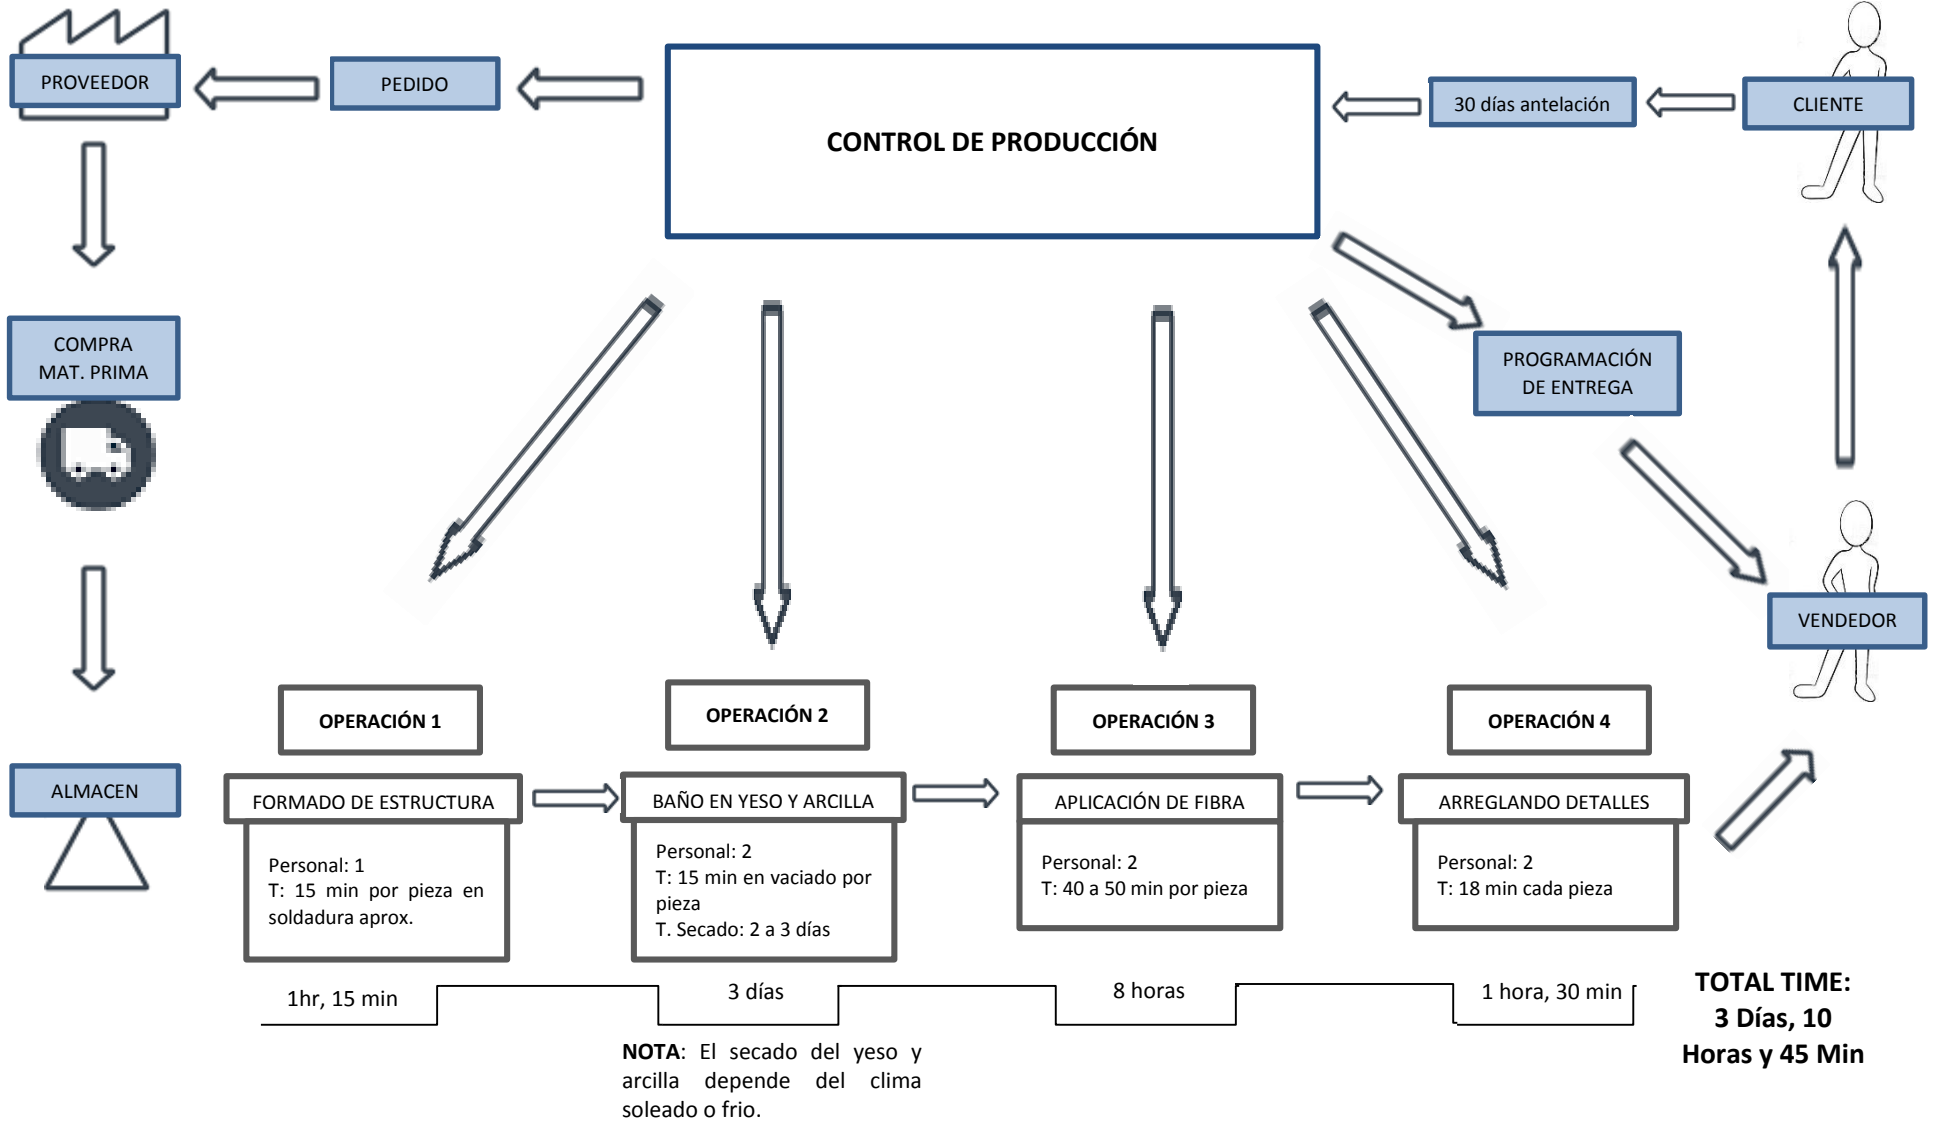 PROVEEDOR
PEDIDO
CONTROL DE PRODUCCIÓN
30 días antelación
CLIENTE
COMPRA
MAT. PRIMA
PROGRAMACIÓN
DE ENTREGA
VENDEDOR
ALMACEN
OPERACIÓN 1
FORMADO DE ESTRUCTURA
Personal: 1
T: 15 min por pieza en
soldadura aprox.
1hr, 15 min
OPERACIÓN 2
BAÑO EN YESO Y ARCILLA
Personal: 2
T: 15 min en vaciado por
pieza
T. Secado: 2 a 3 días
3 días
NOTA: El secado del yeso y
arcilla depende del clima
soleado o frio.
OPERACIÓN 3
APLICACIÓN DE FIBRA
Personal: 2
T: 40 a 50 min por pieza
8 horas
OPERACIÓN 4
ARREGLANDO DETALLES
Personal: 2
T: 18 min cada pieza
1 hora, 30 min
TOTAL TIME:
3 Días, 10
Horas y 45 Min